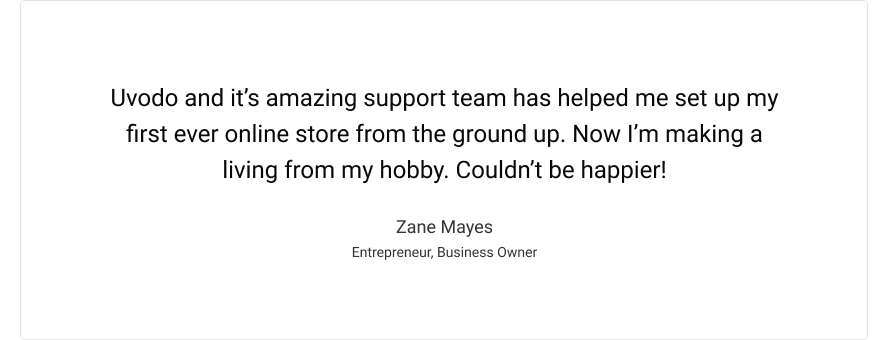 Uvodo and it’s amazing support team has helped me set up my
first ever online store from the ground up. Now I’m making a
living from my hobby. Couldn’t be happier!
Zane Mayes
Entrepreneur, Business Owner